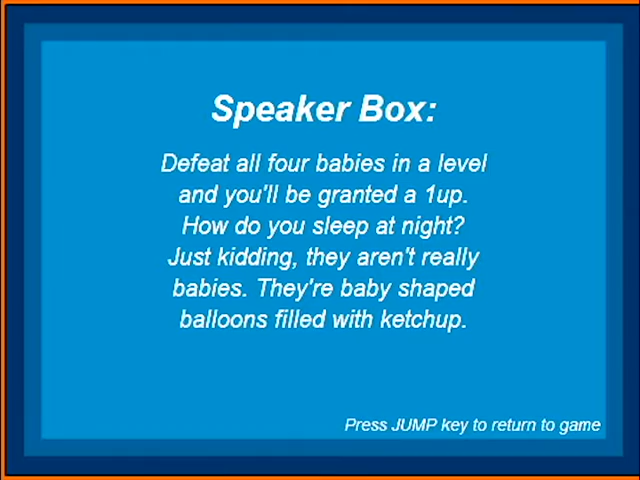 Speaker Box:
Defeat all four babies in a level
and you'll be granted a 1up.
How do you sleep at night?
Just kidding, they aren't really
babies. They're baby shaped
balloons filled with ketchup.
Press JUMP key to return to game